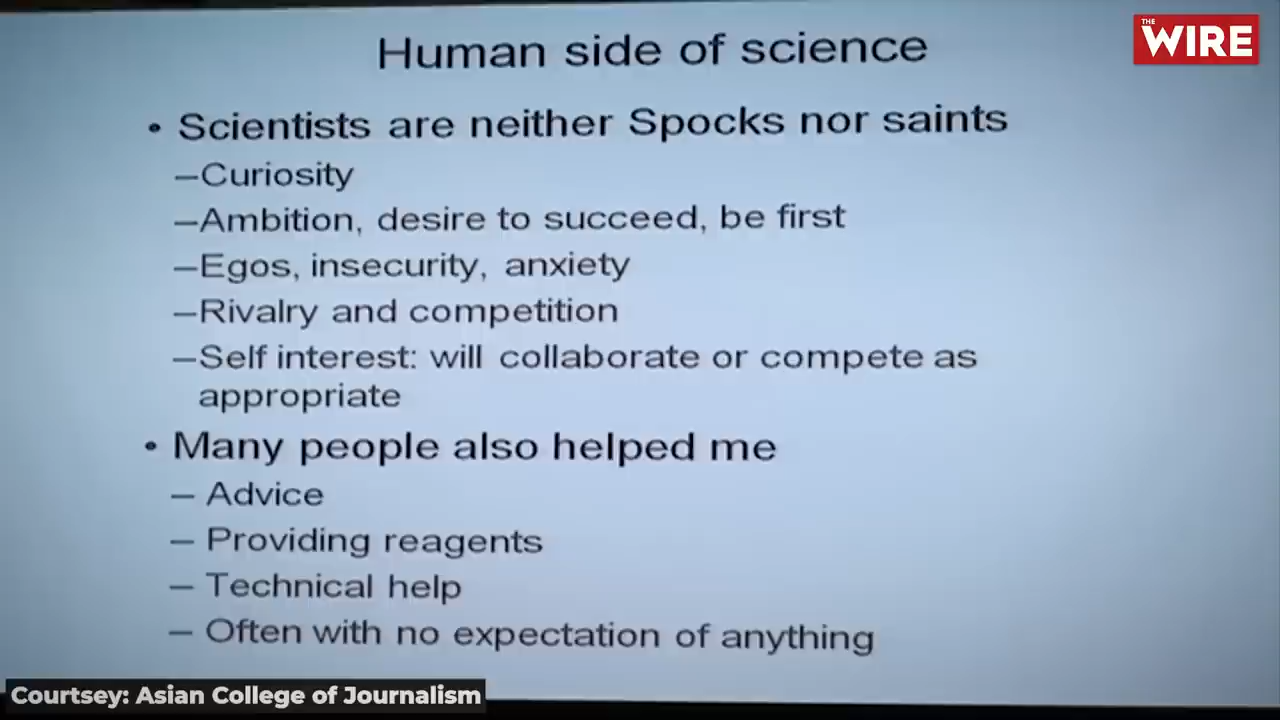 Human side of science
THE
WIRE
• Scientists are neither Spocks nor saints
–Curiosity
–Ambition, desire to succeed, be first
–Egos, insecurity, anxiety
–Rivalry and competition
–Self interest: will collaborate or compete as
appropriate
• Many people also helped me
– Advice
– Providing reagents
– Technical help
– Often with no expectation of anything
Courtsey: Asian College of Journalism